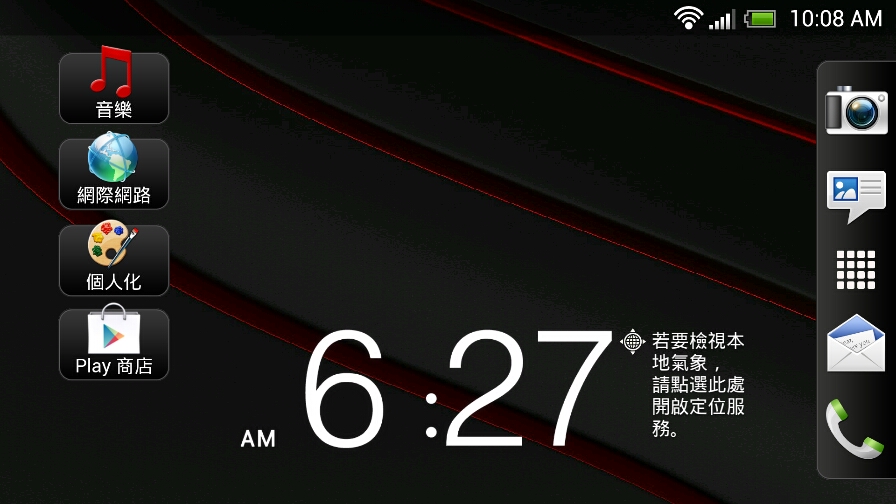 10:08 AM
音樂
網際網路
個人化
Play 商店
AM 6:27
若要檢視本
地氣象，
請點選此處
開啟定位服
務。